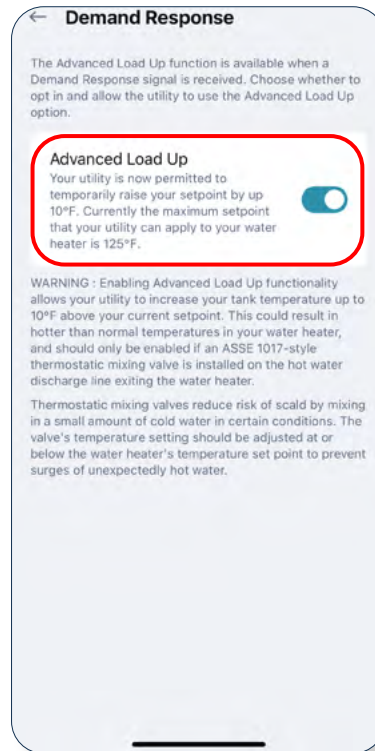 ← Demand Response
The Advanced Load Up function is available when a
Demand Response signal is received. Choose whether to
opt in and allow the utility to use the Advanced Load Up
option.
Advanced Load Up
Your utility is now permitted to
temporarily raise your setpoint by up
10°F. Currently the maximum setpoint
that your utility can apply to your water
heater is 125°F.
WARNING : Enabling Advanced Load Up functionality
allows your utility to increase your tank temperature up to
10°F above your current setpoint. This could result in
hotter than normal temperatures in your water heater,
and should only be enabled if an ASSE 1017-style
thermostatic mixing valve is installed on the hot water
discharge line exiting the water heater.
Thermostatic mixing valves reduce risk of scald by mixing
in a small amount of cold water in certain conditions. The
valve's temperature setting should be adjusted at or
below the water heater's temperature set point to prevent
surges of unexpectedly hot water.